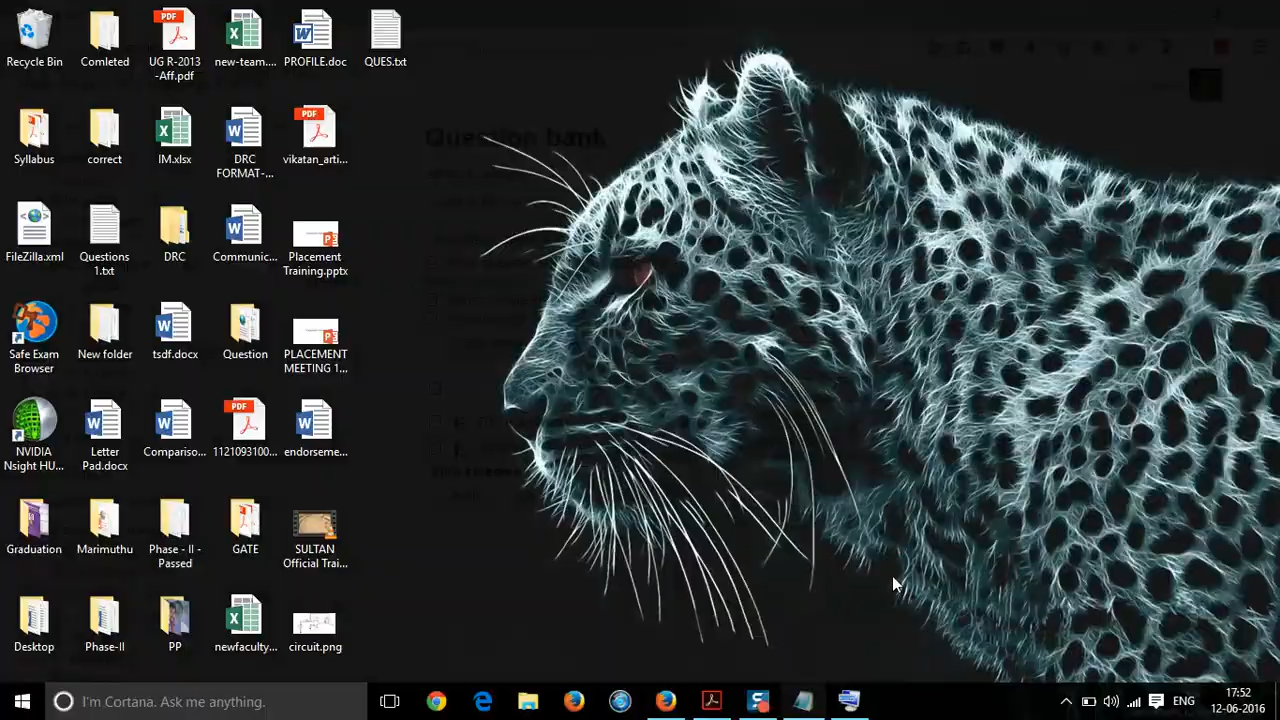 Recycle Bin
Comleted
UG R-2013
-Aff.pdf
new-team....
PROFILE.doc
QUES.txt
Syllabus
correct
IM.xlsx
DRC
FORMAT-...
vikatan_arti...
FileZilla.xml
Questions
1.txt
DRC
Communic...
Placement
Training.pptx
Safe Exam
Browser
New folder
tsdf.docx
Question
PLACEMENT
MEETING 1...
NVIDIA
Nsight HU...
Letter
Pad.docx
Compariso...
1121093100...
endorseme...
Graduation
Marimuthu
Phase - II -
Passed
GATE
SULTAN
Official Trai...
Desktop
Phase-II
PP
newfaculty...
circuit.png
Question bank
I'm Cortana. Ask me anything.
ENG
17:52
12-06-2016